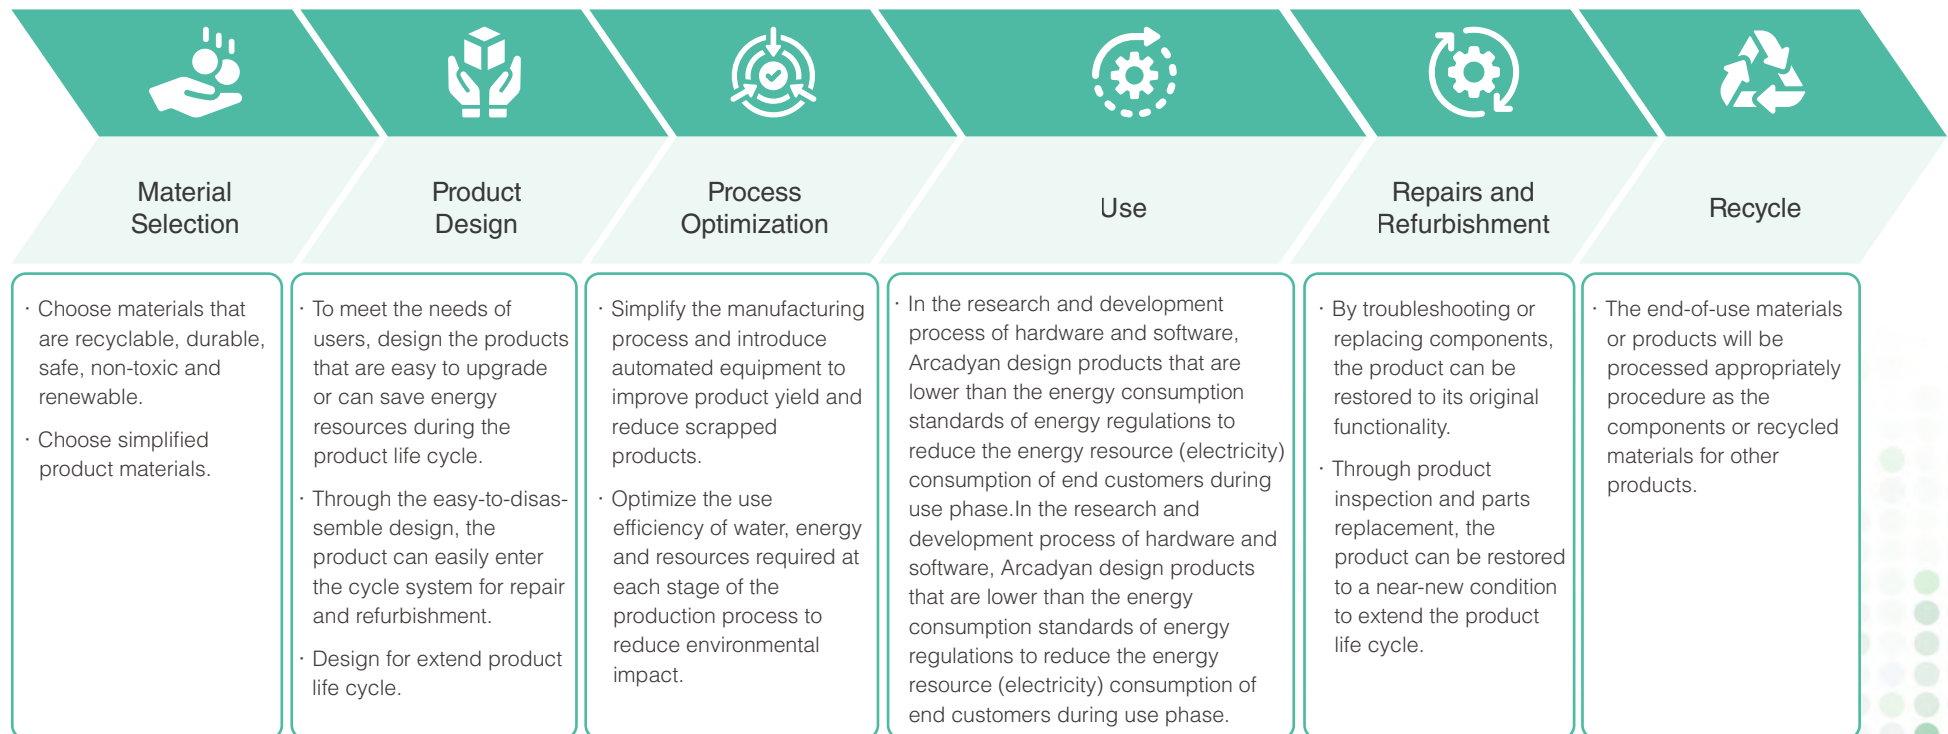 Material
Selection
Product
Design
Process
Optimization
Use
Repairs and
Refurbishment
Recycle
· Choose materials that
are recyclable, durable,
safe, non-toxic and
renewable.
· Choose simplified
product materials.
· To meet the needs of
users, design the products
that are easy to upgrade
or can save energy
resources during the
product life cycle.
· Through the easy-to-disas-
semble design, the
product can easily enter
the cycle system for repair
and refurbishment.
· Design for extend product
life cycle.
· Simplify the manufacturing
process and introduce
automated equipment to
improve product yield and
reduce scrapped
products.
· Optimize the use
efficiency of water, energy
and resources required at
each stage of the
production process to
reduce environmental
impact.
· In the research and development
process of hardware and software,
Arcadyan design products that are
lower than the energy consumption
standards of energy regulations to
reduce the energy resource (electricity)
consumption of end customers during
use phase.In the research and
development process of hardware and
software, Arcadyan design products
that are lower than the energy
consumption standards of energy
regulations to reduce the energy
resource (electricity) consumption of
end customers during use phase.
· By troubleshooting or
replacing components,
the product can be
restored to its original
functionality.
· Through product
inspection and parts
replacement, the
product can be restored
to a near-new condition
to extend the product
life cycle.
· The end-of-use materials
or products will be
processed appropriately
procedure as the
components or recycled
materials for other
products.